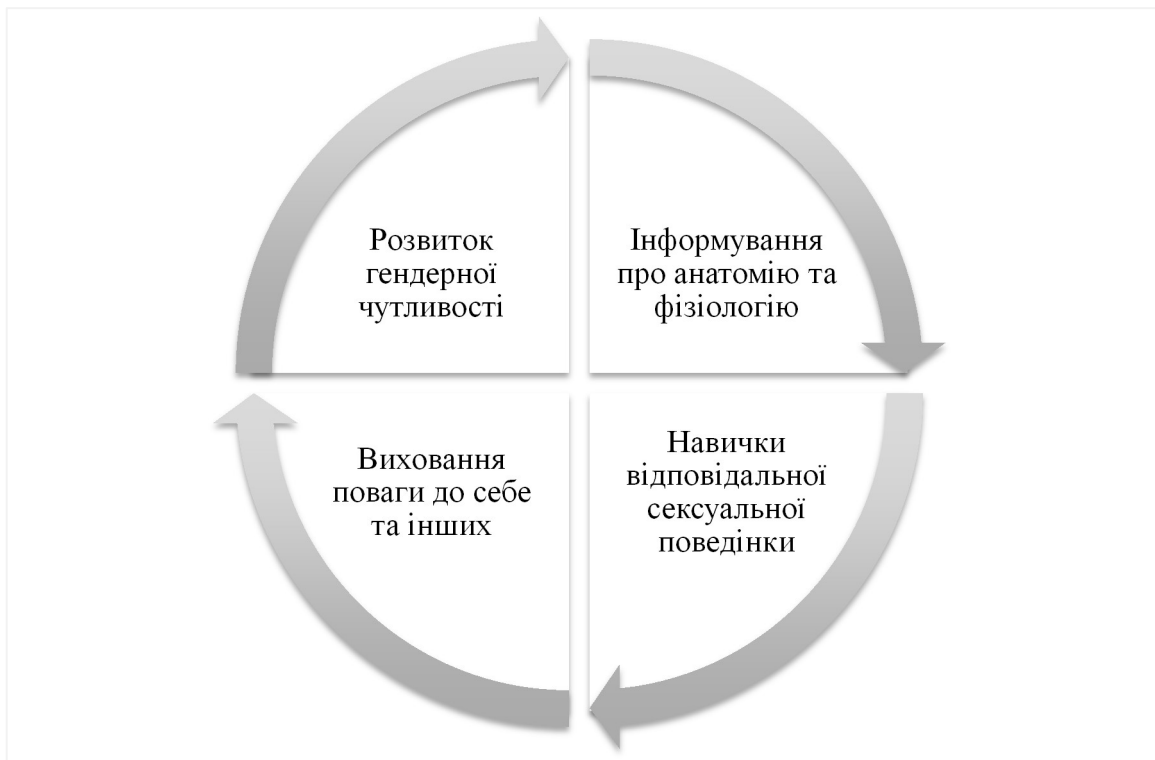 Розвиток
гендерної
чутливості
Інформування
про анатомію та
фізіологію
Виховання
поваги до себе
та інших
Навички
відповідальної
сексуальної
поведінки